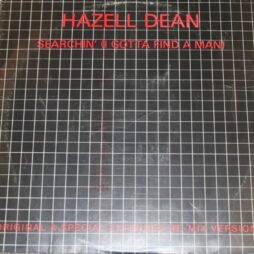 HAZELL DEAN
SEARCHIN' (I GOTTA FIND A MAN)
ORIGINAL & SPECIAL EXTENDED RE-MIX VERSION